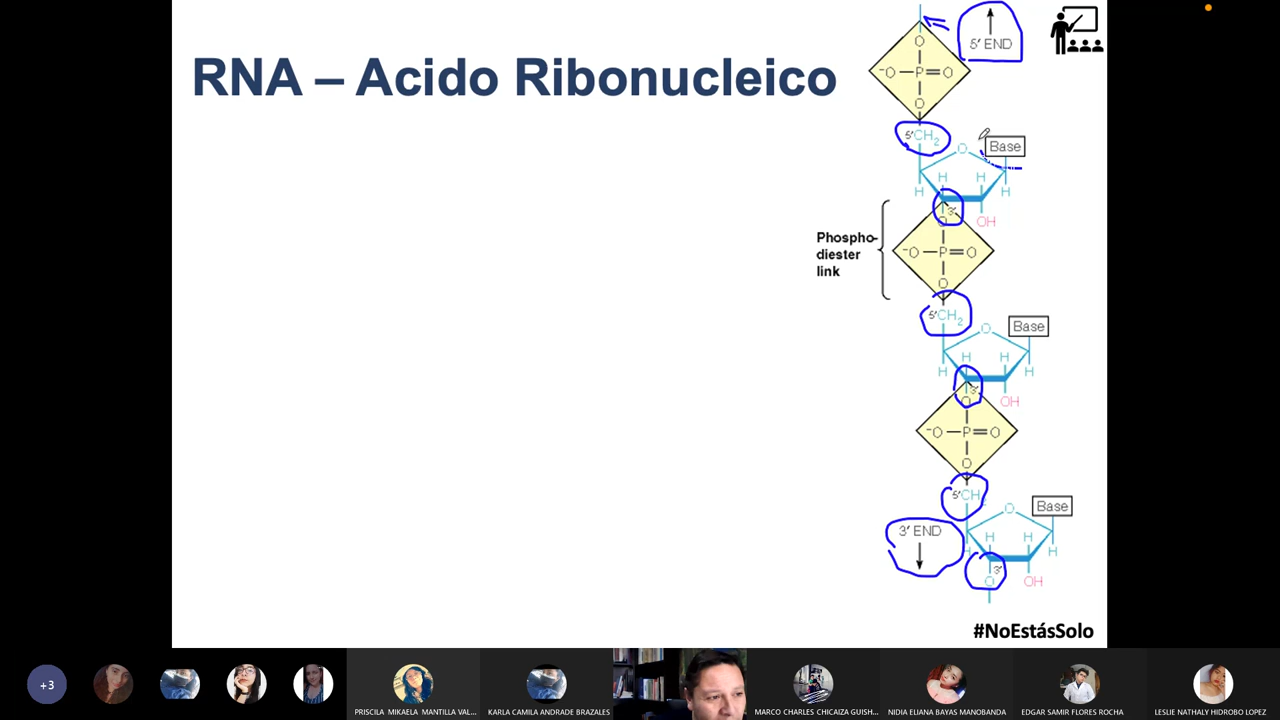 RNA – Acido Ribonucleico
5' END
O
⁻O—P=O
O
5'CH₂
O
Base
H
H
H
H
3'
O
OH
Phospho-
diester
link
⁻O—P=O
O
5'CH₂
O
Base
H
H
H
H
3'
O
OH
⁻O—P=O
O
5'CH
O
Base
3' END
H
H
H
H
3'
O
OH
#NoEstásSolo
+3
PRISCILA MIKAELA MANTILLA VAL...
KARLA CAMILA ANDRADE BRAZALES
MARCO CHARLES CHICAIZA GUISH...
NIDIA ELIANA BAYAS MANOBANDA
EDGAR SAMIR FLORES ROCHA
LESLIE NATHALY HIDROBO LOPEZ